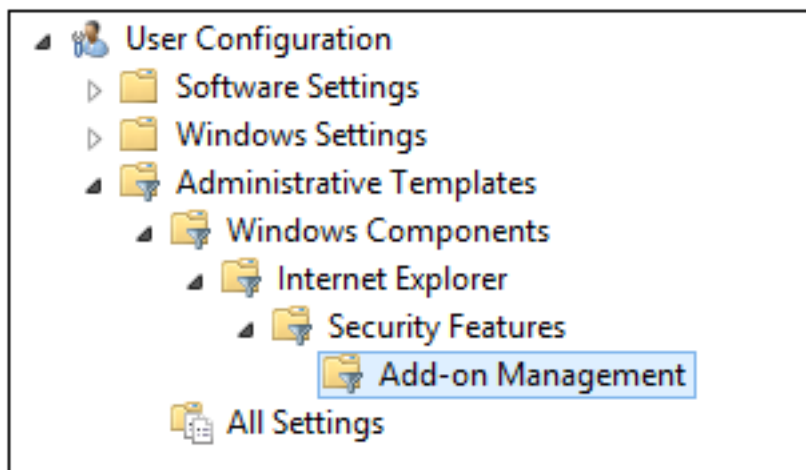 User Configuration
Software Settings
Windows Settings
Administrative Templates
Windows Components
Internet Explorer
Security Features
Add-on Management
All Settings